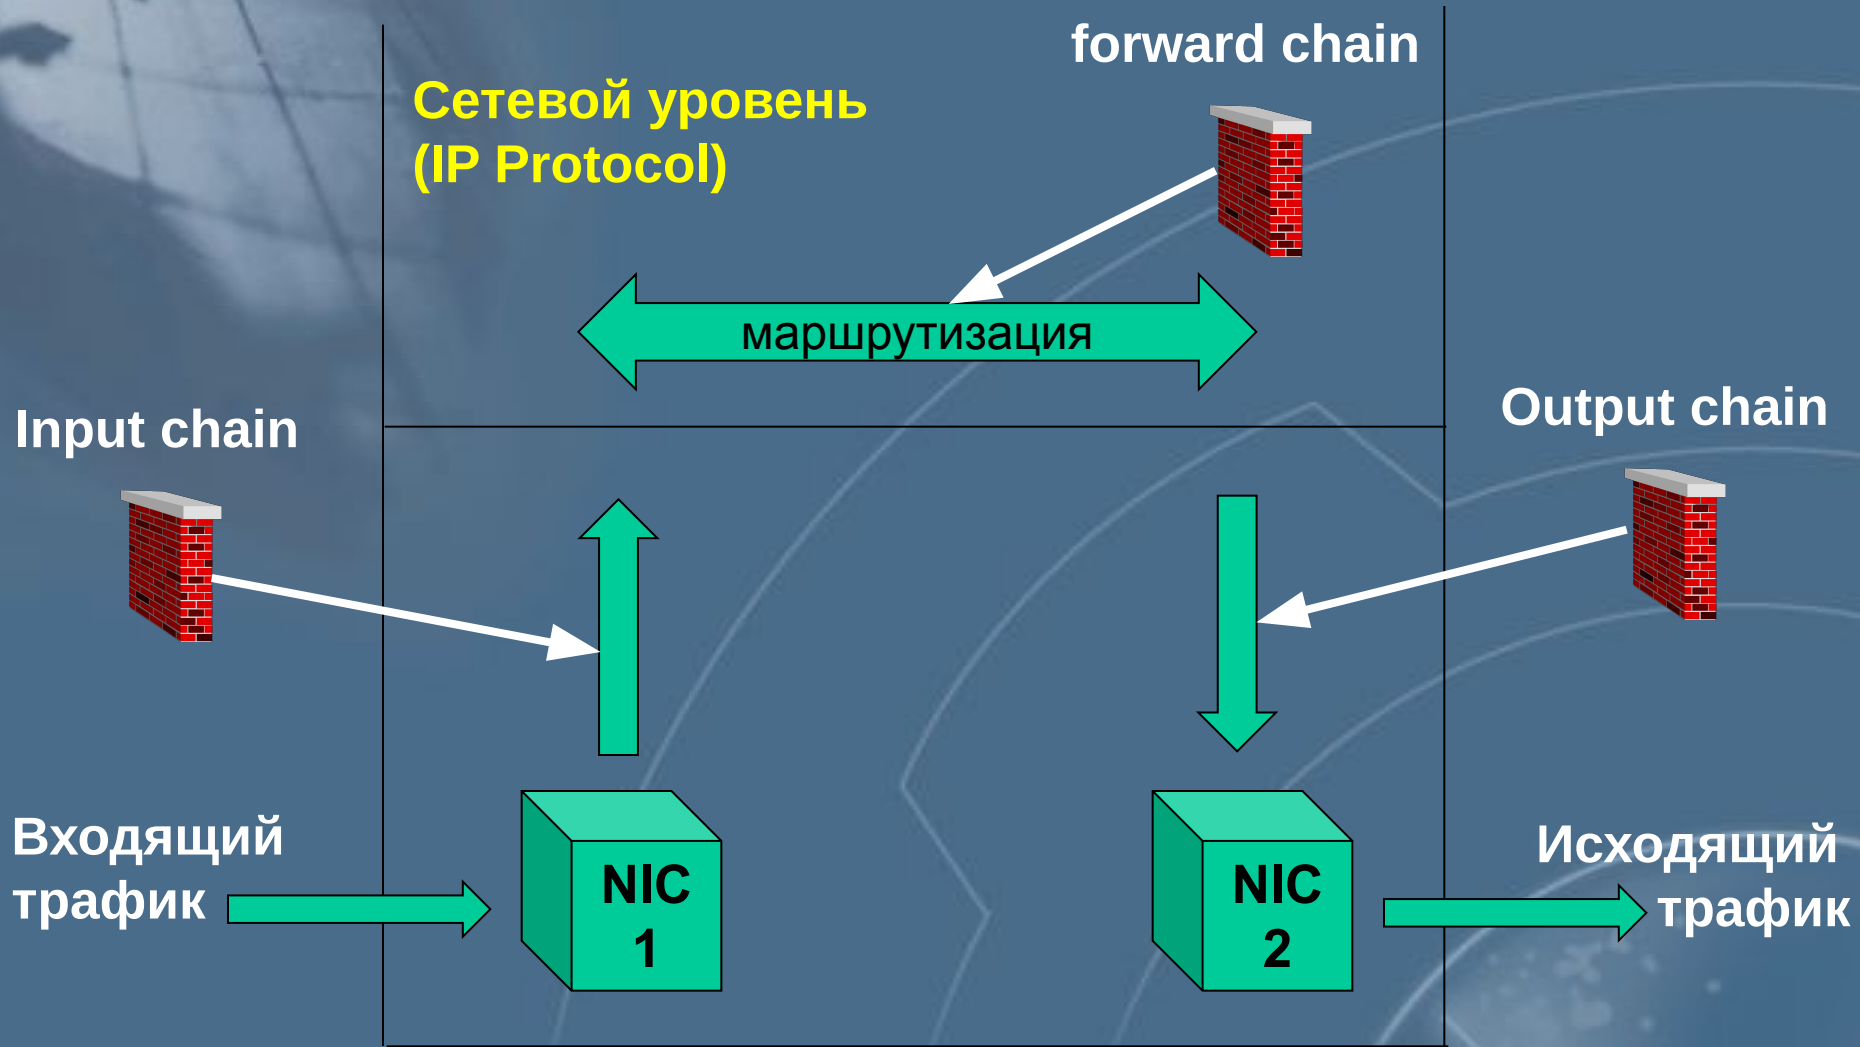 forward chain
Сетевой уровень
(IP Protocol)
маршрутизация
Input chain
Output chain
Входящий
трафик
NIC
1
NIC
2
Исходящий
трафик